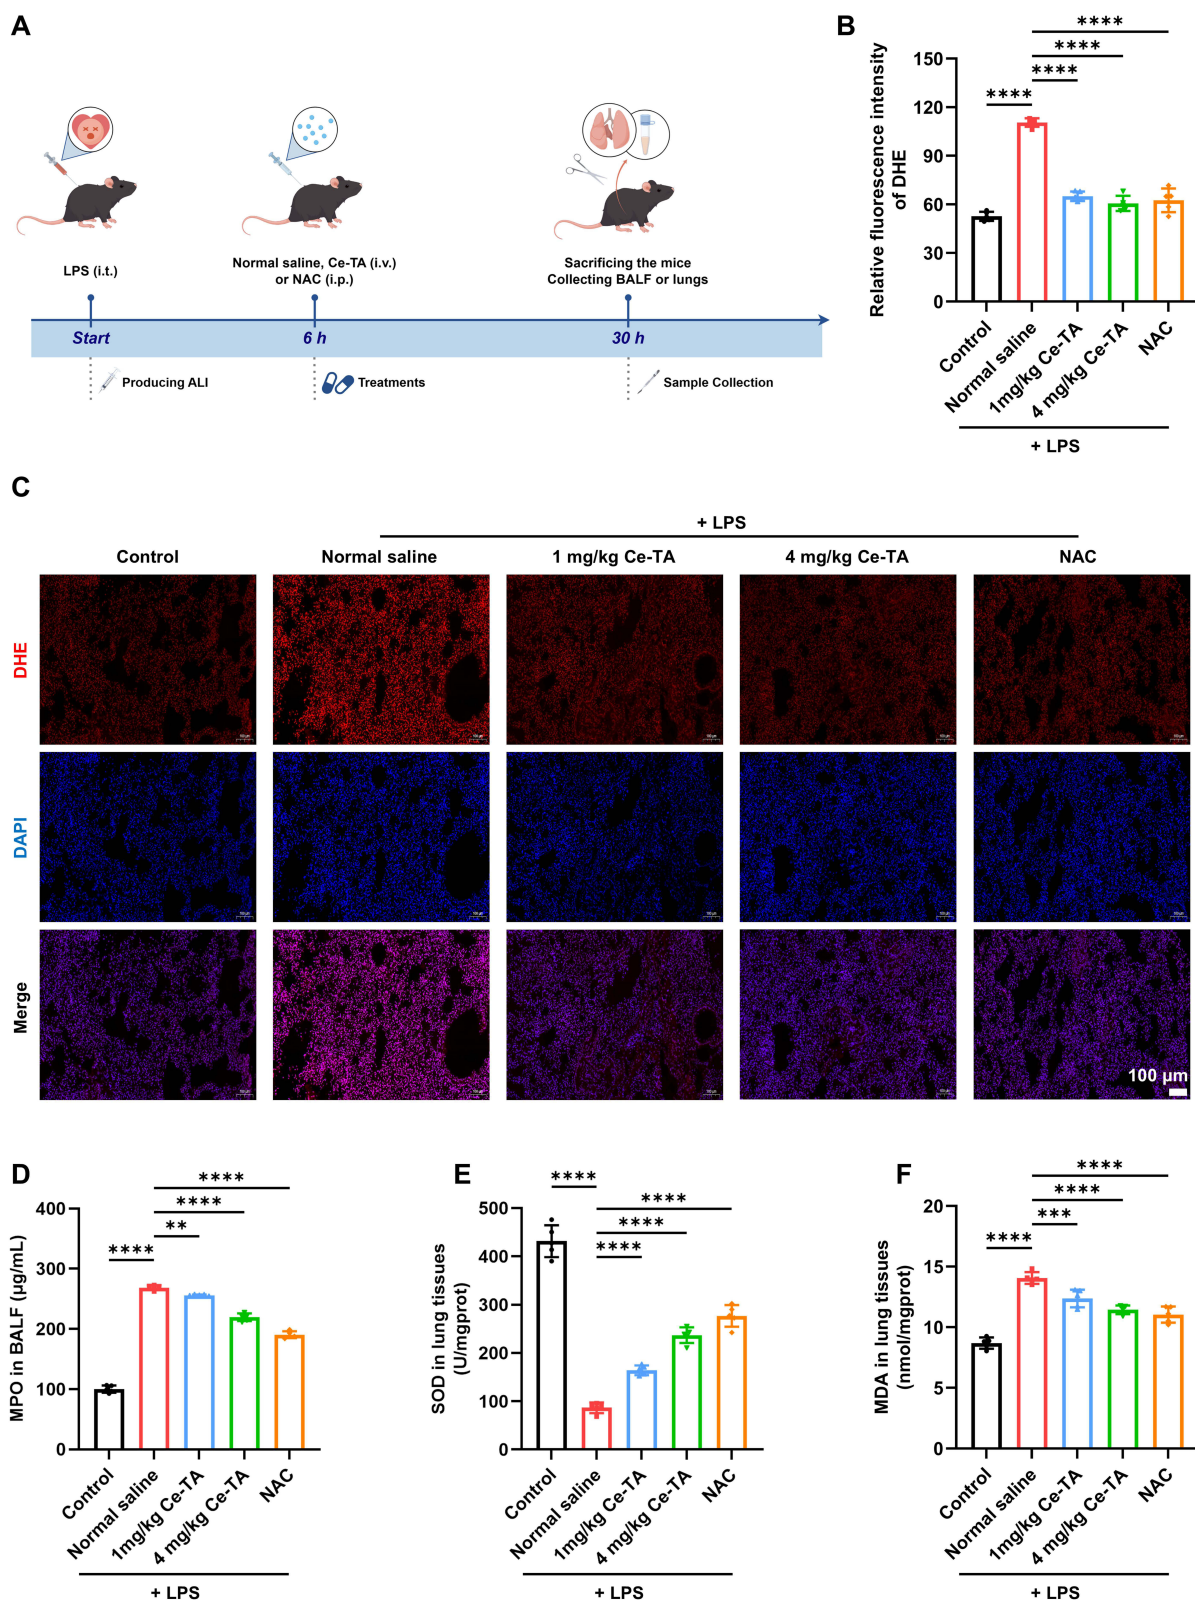 A
LPS (i.t.)
Normal saline, Ce-TA (i.v.)
or NAC (i.p.)
Sacrificing the mice
Collecting BALF or lungs
Start
6 h
30 h
Producing ALI
Treatments
Sample Collection
B
Relative fluorescence intensity
of DHE
150
120
90
60
30
0
****
****
****
****
Control
Normal saline
1mg/kg Ce-TA
4 mg/kg Ce-TA
NAC
+ LPS
C
+ LPS
Control
Normal saline
1 mg/kg Ce-TA
4 mg/kg Ce-TA
NAC
DHE
DAPI
Merge
100 µm
D
MPO in BALF (µg/mL)
400
300
200
100
0
****
****
**
****
Control
Normal saline
1mg/kg Ce-TA
4 mg/kg Ce-TA
NAC
+ LPS
E
SOD in lung tissues
(U/mgprot)
500
400
300
200
100
0
****
****
****
****
Control
Normal saline
1mg/kg Ce-TA
4 mg/kg Ce-TA
NAC
+ LPS
F
MDA in lung tissues
(nmol/mgprot)
20
15
10
5
0
****
****
***
****
Control
Normal saline
1mg/kg Ce-TA
4 mg/kg Ce-TA
NAC
+ LPS